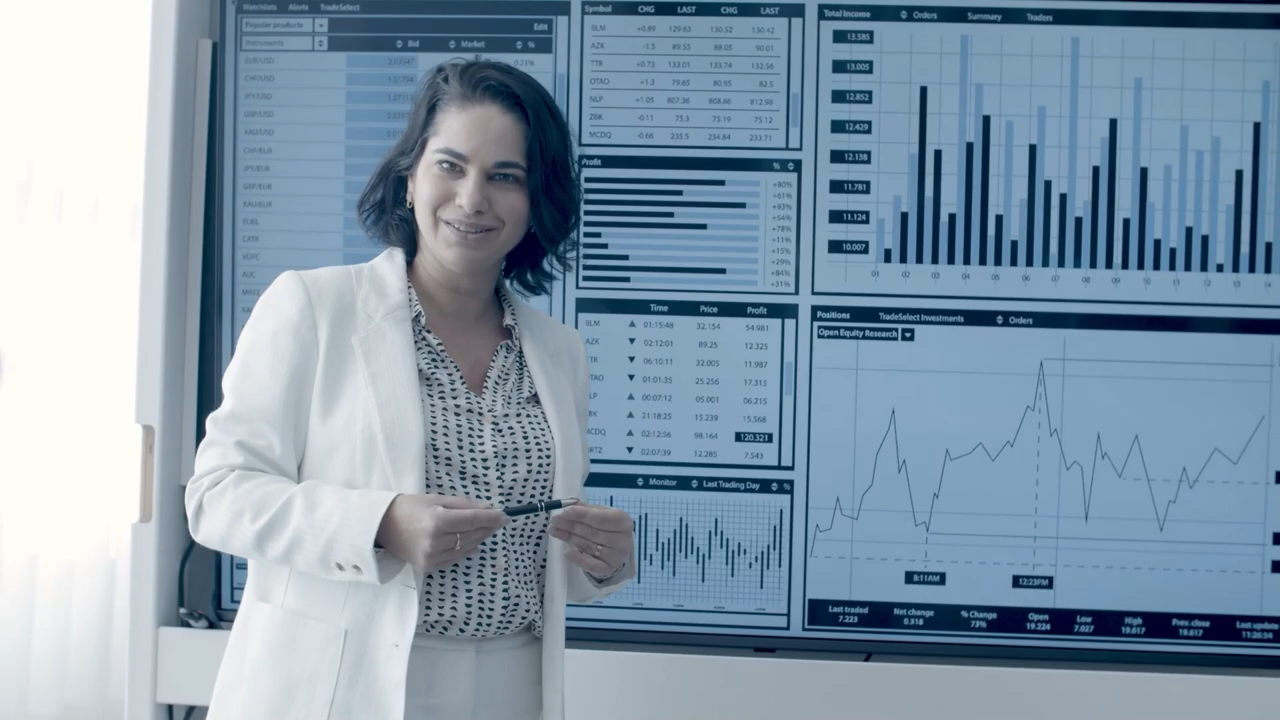 Watchlists Alerts TradeSelect
Popular products Edit
Instruments Bid Market %
EUR/USD 0.21%
CHF/USD
JPY/USD
GBP/USD
XAU/USD
CHF/EUR
JPY/EUR
GBP/EUR
XAU/EUR
CATR
AUC
Symbol CHG LAST CHG LAST
BLM +0.89 129.63 130.52 130.42
AZK -1.5 89.55 88.05 90.01
TTR +0.73 133.01 133.74 132.56
OTAO +1.3 79.65 80.95 82.5
NLP +1.05 807.36 808.86 812.98
ZBK -0.11 75.3 75.19 75.12
MCDQ -0.66 235.5 234.84 233.71
Profit %
+80%
+61%
+93%
+54%
+78%
+11%
+15%
+29%
+84%
+31%
Time Price Profit
BLM 01:15:48 32.154 54.981
AZK 02:12:01 89.25 12.325
TR 06:10:11 32.005 11.987
TAO 01:01:35 25.256 17.315
LP 00:07:12 05.001 06.215
BK 21:18:25 15.239 15.568
MCDQ 02:12:56 98.164 120.321
RTZ 02:07:39 12.285 7.543
Monitor Last Trading Day %
Total Income Orders Summary Traders
13.585
13.005
12.852
12.429
12.138
11.781
11.124
10.007
01 02 03 04 05 06 07 08 09 10 11 12 13 14
Positions TradeSelect Investments Orders
Open Equity Research
8:11AM 12:23PM
Last traded Net change % Change Open Low High Prev. close Last update
7.223 0.318 73% 19.224 7.027 19.617 19.617 11:26:54